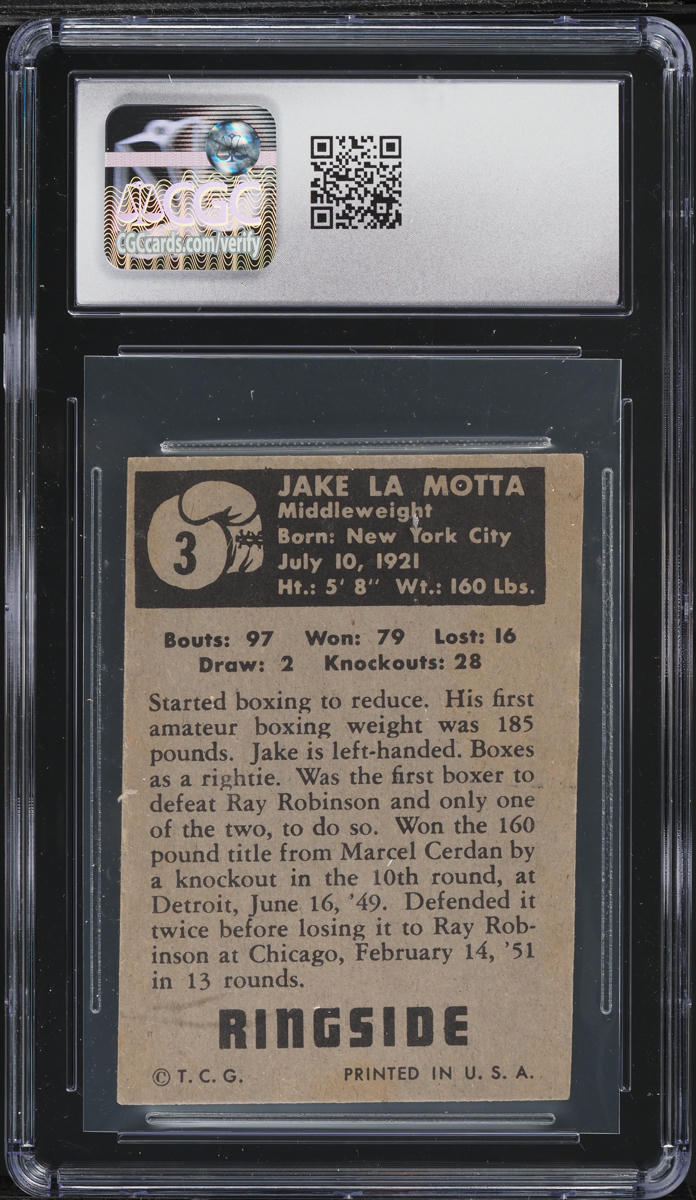 CGC
CGCcards.com/verify
3
JAKE LA MOTTA
Middleweight
Born: New York City
July 10, 1921
Ht.: 5' 8" Wt.: 160 Lbs.
Bouts: 97 Won: 79 Lost: 16
Draw: 2 Knockouts: 28
Started boxing to reduce. His first
amateur boxing weight was 185
pounds. Jake is left-handed. Boxes
as a rightie. Was the first boxer to
defeat Ray Robinson and only one
of the two, to do so. Won the 160
pound title from Marcel Cerdan by
a knockout in the 10th round, at
Detroit, June 16, '49. Defended it
twice before losing it to Ray Rob-
inson at Chicago, February 14, '51
in 13 rounds.
RINGSIDE
© T. C. G. PRINTED IN U. S. A.